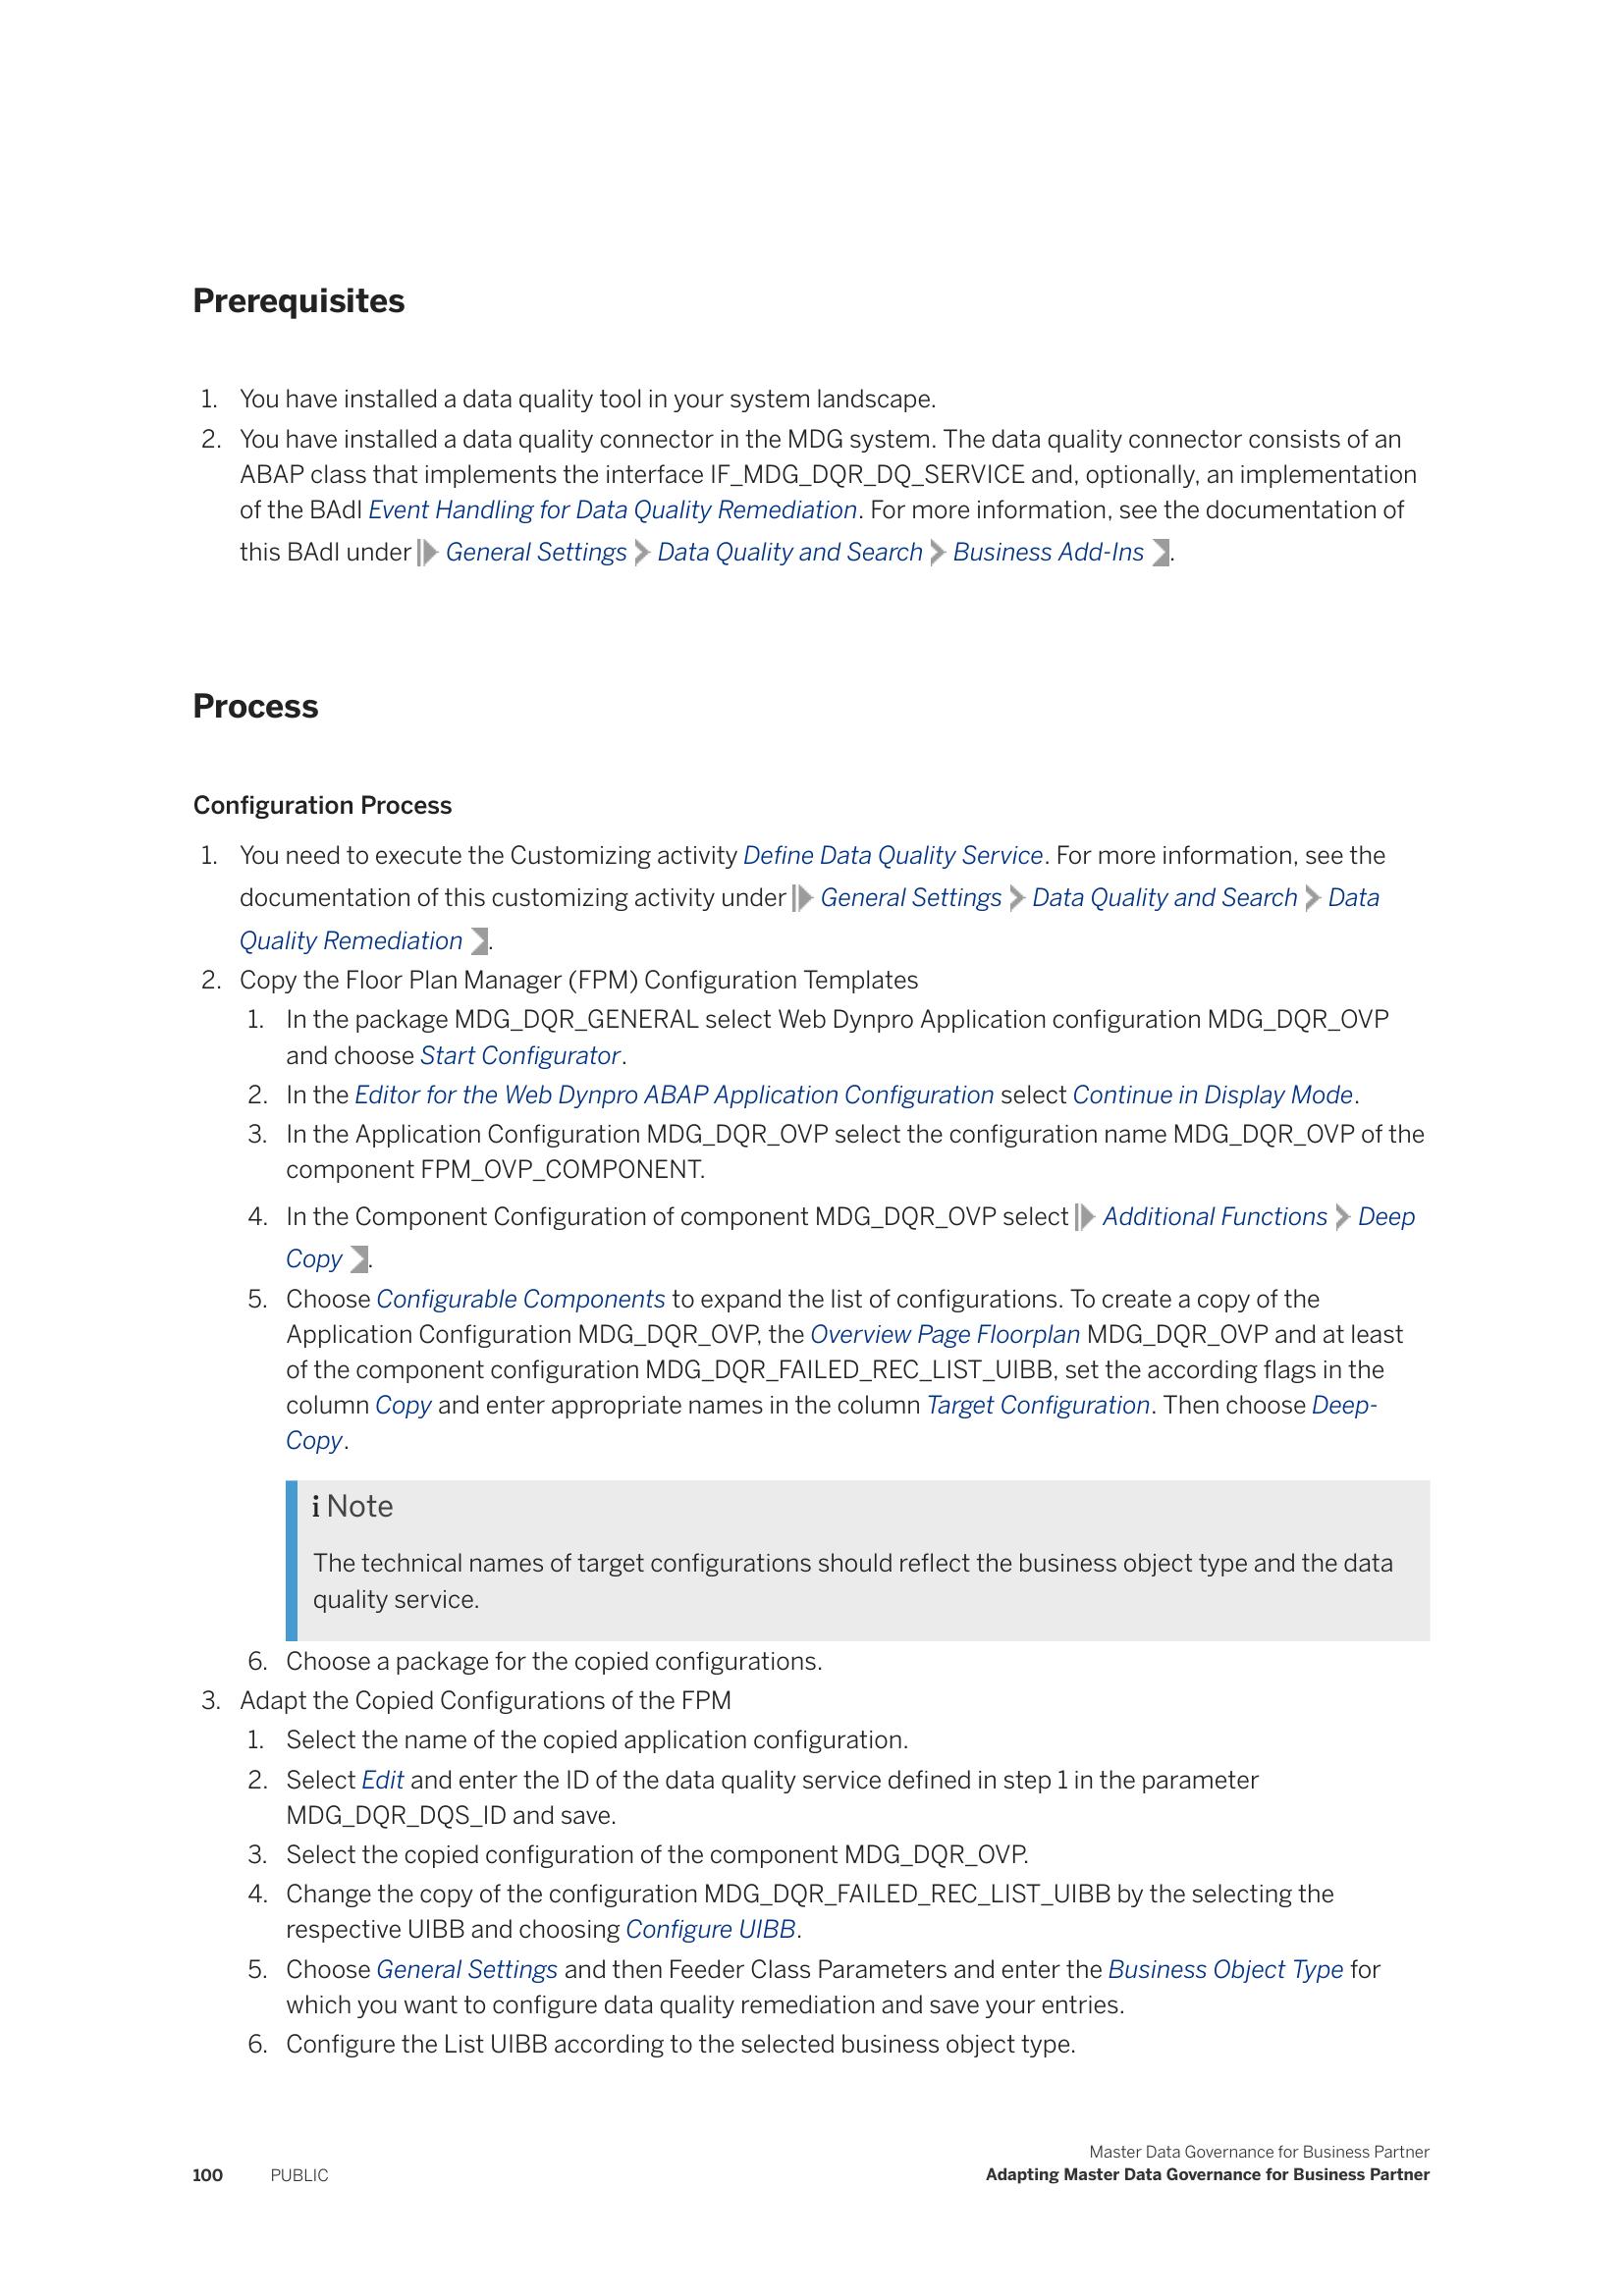 Prerequisites
1. You have installed a data quality tool in your system landscape.
2. You have installed a data quality connector in the MDG system. The data quality connector consists of an
ABAP class that implements the interface IF_MDG_DQR_DQ_SERVICE and, optionally, an implementation
of the BAdI Event Handling for Data Quality Remediation. For more information, see the documentation of
this BAdI under General Settings Data Quality and Search Business Add-Ins .
Process
Configuration Process
1. You need to execute the Customizing activity Define Data Quality Service. For more information, see the
documentation of this customizing activity under General Settings Data Quality and Search Data
Quality Remediation .
2. Copy the Floor Plan Manager (FPM) Configuration Templates
1. In the package MDG_DQR_GENERAL select Web Dynpro Application configuration MDG_DQR_OVP
and choose Start Configurator.
2. In the Editor for the Web Dynpro ABAP Application Configuration select Continue in Display Mode.
3. In the Application Configuration MDG_DQR_OVP select the configuration name MDG_DQR_OVP of the
component FPM_OVP_COMPONENT.
4. In the Component Configuration of component MDG_DQR_OVP select Additional Functions Deep
Copy .
5. Choose Configurable Components to expand the list of configurations. To create a copy of the
Application Configuration MDG_DQR_OVP, the Overview Page Floorplan MDG_DQR_OVP and at least
of the component configuration MDG_DQR_FAILED_REC_LIST_UIBB, set the according flags in the
column Copy and enter appropriate names in the column Target Configuration. Then choose Deep-
Copy.
i Note
The technical names of target configurations should reflect the business object type and the data
quality service.
6. Choose a package for the copied configurations.
3. Adapt the Copied Configurations of the FPM
1. Select the name of the copied application configuration.
2. Select Edit and enter the ID of the data quality service defined in step 1 in the parameter
MDG_DQR_DQS_ID and save.
3. Select the copied configuration of the component MDG_DQR_OVP.
4. Change the copy of the configuration MDG_DQR_FAILED_REC_LIST_UIBB by the selecting the
respective UIBB and choosing Configure UIBB.
5. Choose General Settings and then Feeder Class Parameters and enter the Business Object Type for
which you want to configure data quality remediation and save your entries.
6. Configure the List UIBB according to the selected business object type.
Master Data Governance for Business Partner
100 PUBLIC Adapting Master Data Governance for Business Partner